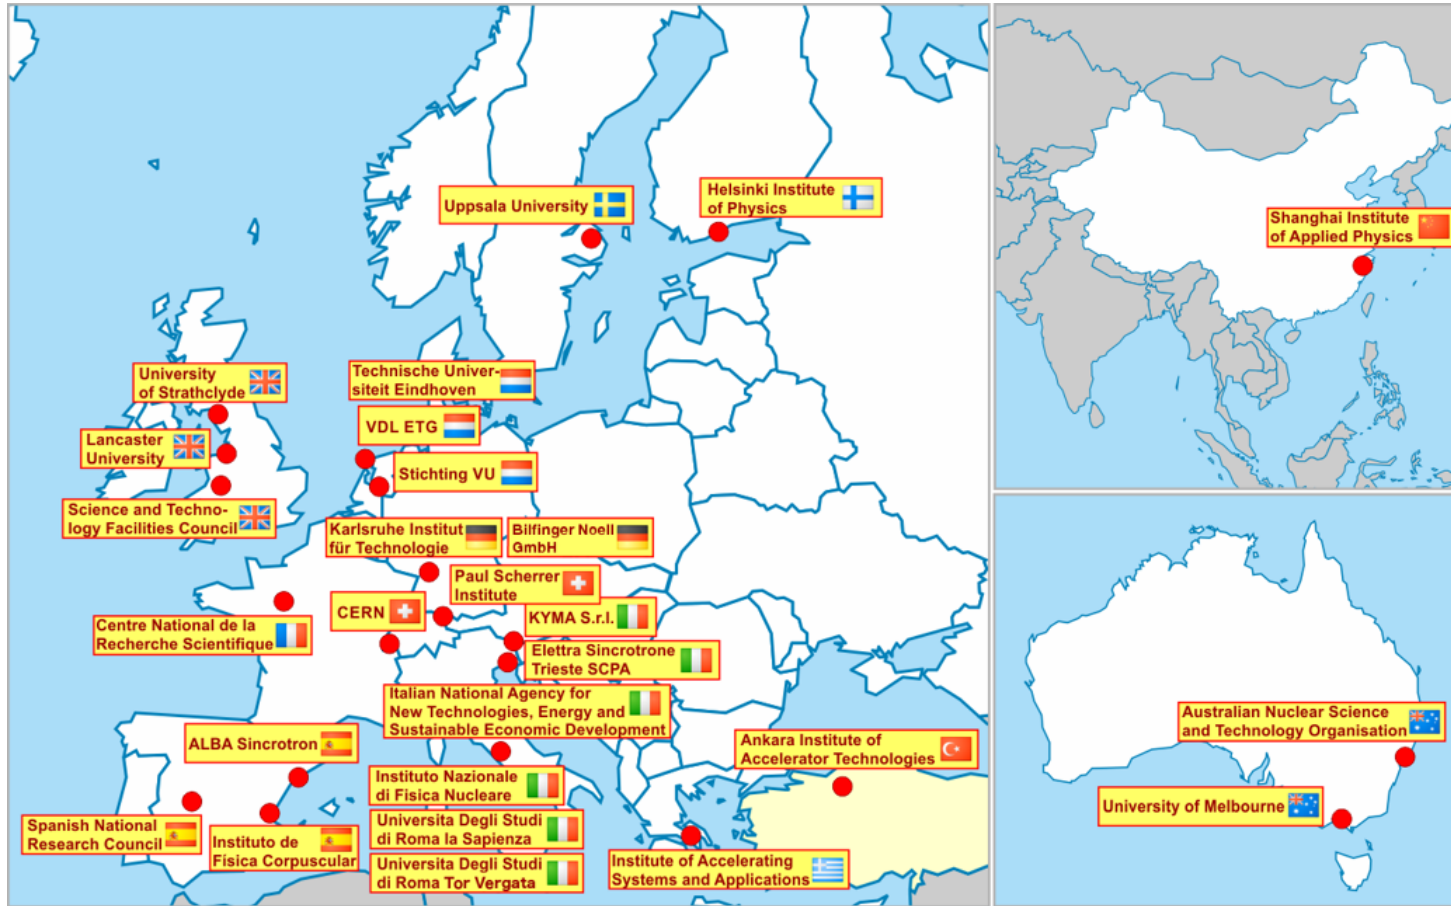 Uppsala University
Helsinki Institute
of Physics
Shanghai Institute
of Applied Physics
University
of Strathclyde
Technische Univer-
siteit Eindhoven
VDL ETG
Lancaster
University
Stichting VU
Science and Techno-
logy Facilities Council
Karlsruhe Institut
für Technologie
Bilfinger Noell
GmbH
Paul Scherrer
Institute
CERN
KYMA S.r.l.
Centre National de la
Recherche Scientifique
Elettra Sincrotrone
Trieste SCPA
Italian National Agency for
New Technologies, Energy and
Sustainable Economic Development
ALBA Sincrotron
Ankara Institute of
Accelerator Technologies
Australian Nuclear Science
and Technology Organisation
Instituto Nazionale
di Fisica Nucleare
University of Melbourne
Spanish National
Research Council
Instituto de
Física Corpuscular
Universita Degli Studi
di Roma la Sapienza
Universita Degli Studi
di Roma Tor Vergata
Institute of Accelerating
Systems and Applications